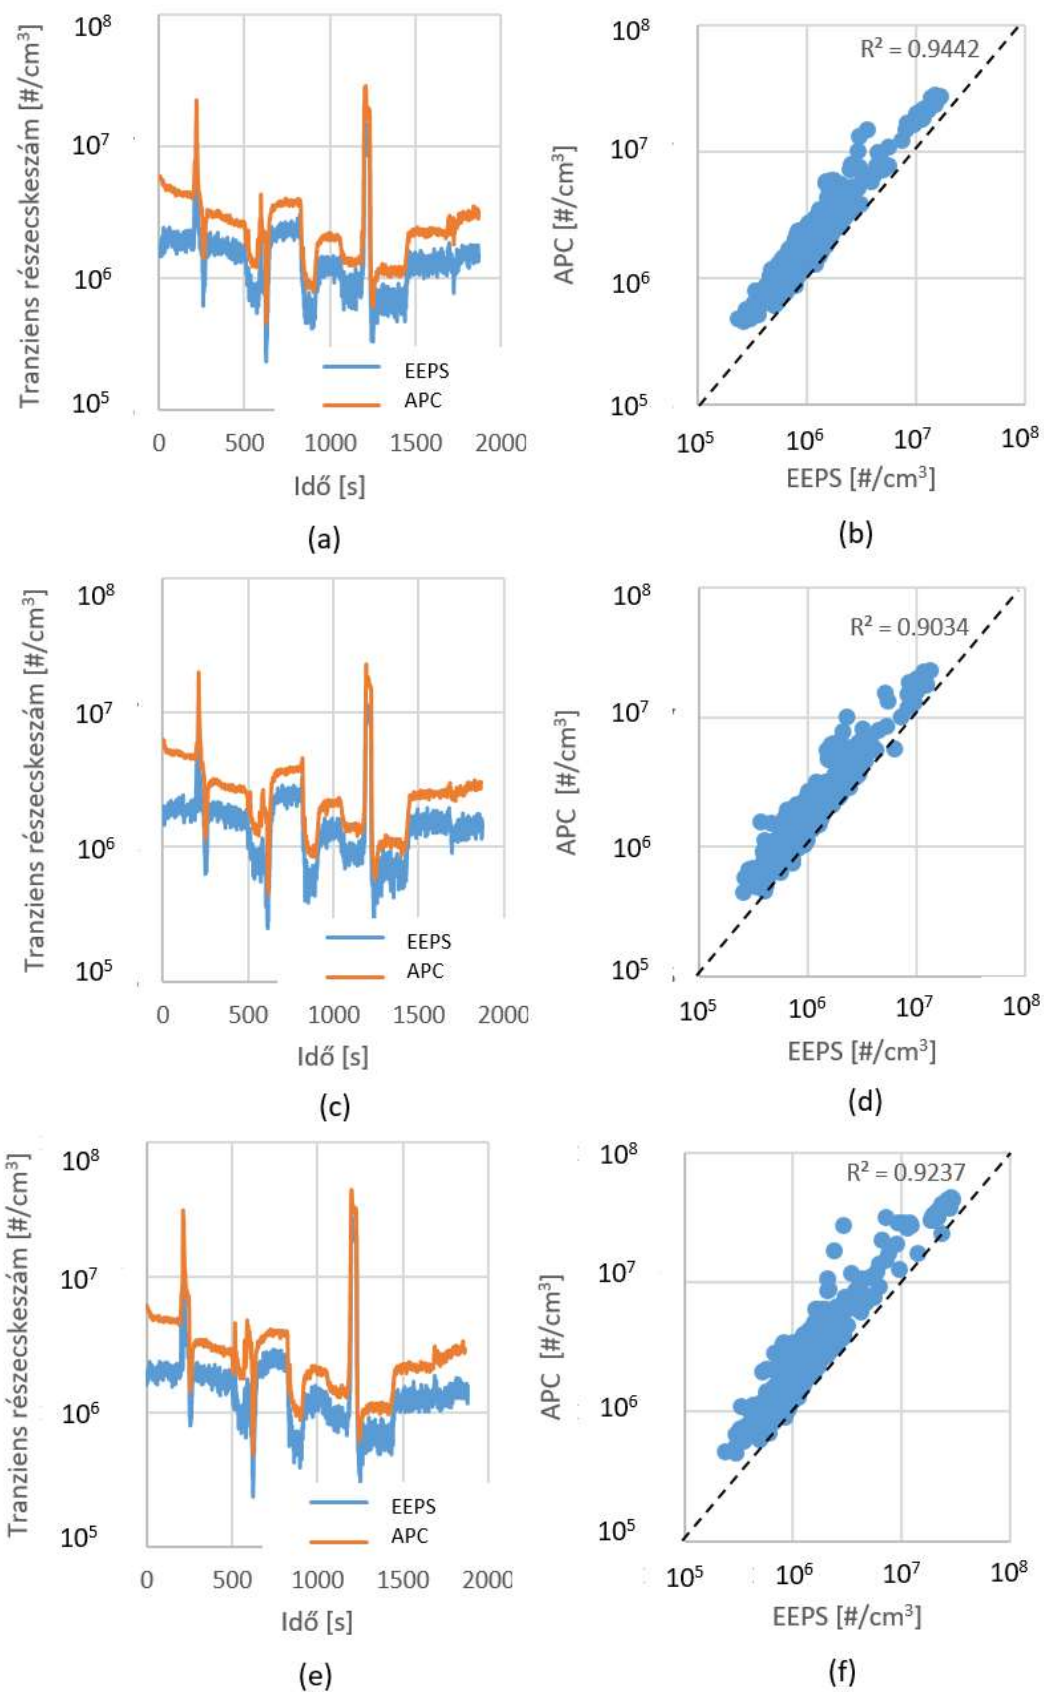 Tranziens részecskeszám [#/cm³]
10⁸
10⁷
10⁶
10⁵
EEPS
APC
0 500 1000 1500 2000
Idő [s]
(a)
APC [#/cm³]
10⁸
10⁷
10⁶
10⁵
R² = 0.9442
10⁵ 10⁶ 10⁷ 10⁸
EEPS [#/cm³]
(b)
Tranziens részecskeszám [#/cm³]
10⁸
10⁷
10⁶
10⁵
EEPS
APC
0 500 1000 1500 2000
Idő [s]
(c)
APC [#/cm³]
10⁸
10⁷
10⁶
10⁵
R² = 0.9034
10⁵ 10⁶ 10⁷ 10⁸
EEPS [#/cm³]
(d)
Tranziens részecskeszám [#/cm³]
10⁸
10⁷
10⁶
10⁵
EEPS
APC
0 500 1000 1500 2000
Idő [s]
(e)
APC [#/cm³]
10⁸
10⁷
10⁶
10⁵
R² = 0.9237
10⁵ 10⁶ 10⁷ 10⁸
EEPS [#/cm³]
(f)